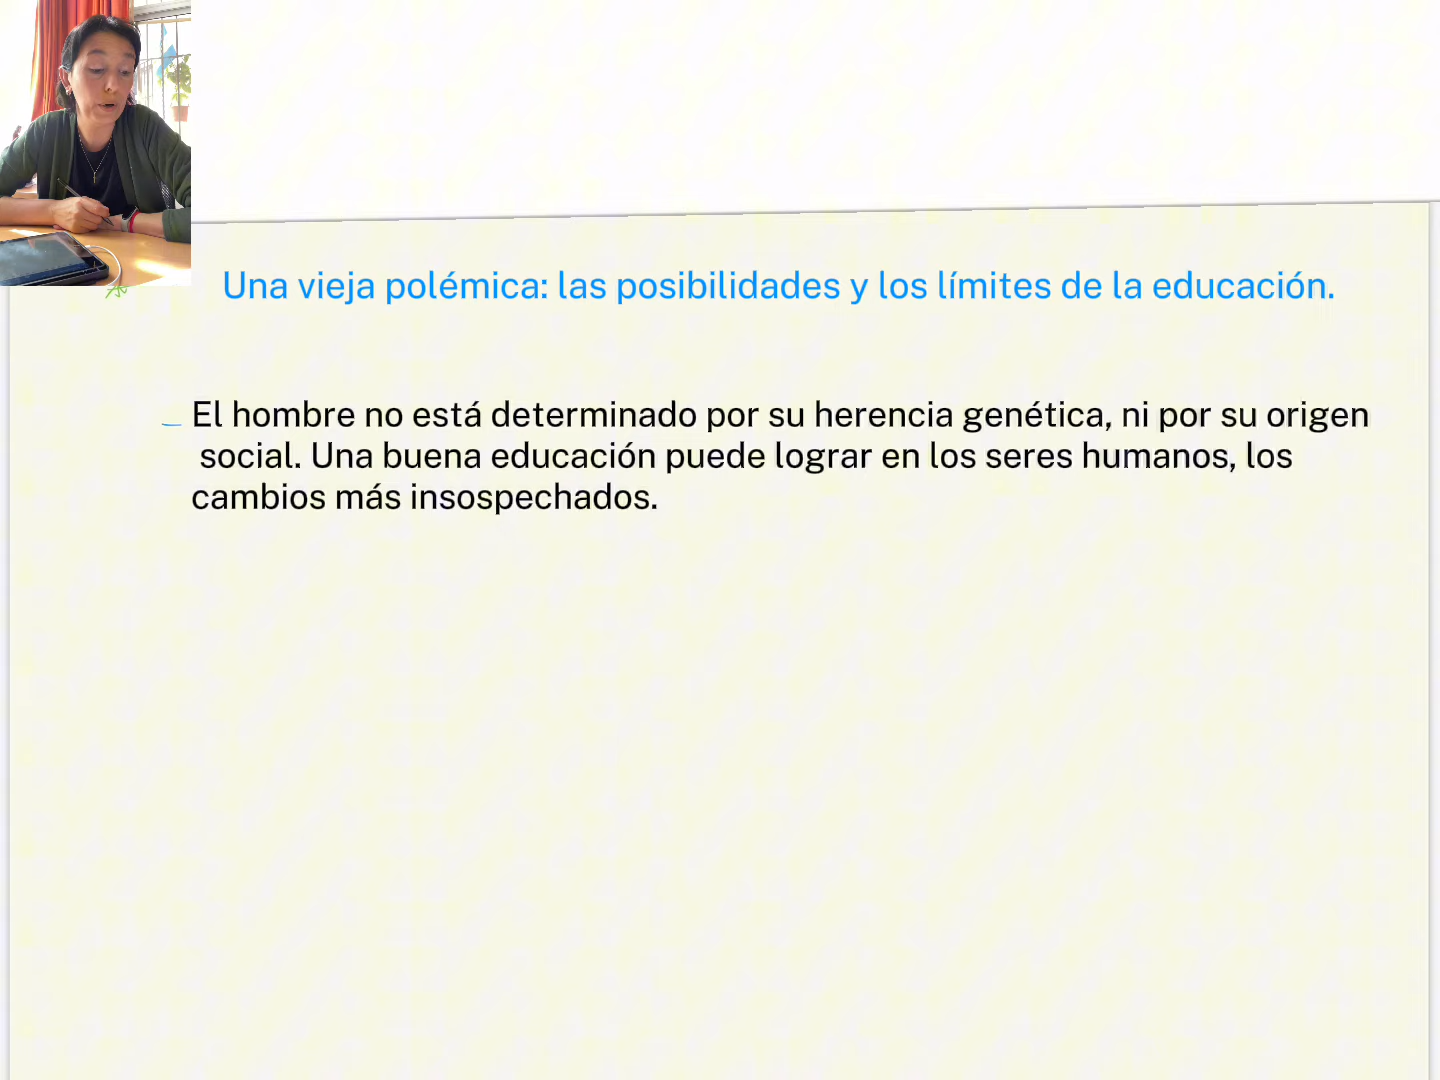 Una vieja polémica: las posibilidades y los límites de la educación.
El hombre no está determinado por su herencia genética, ni por su origen
social. Una buena educación puede lograr en los seres humanos, los
cambios más insospechados.